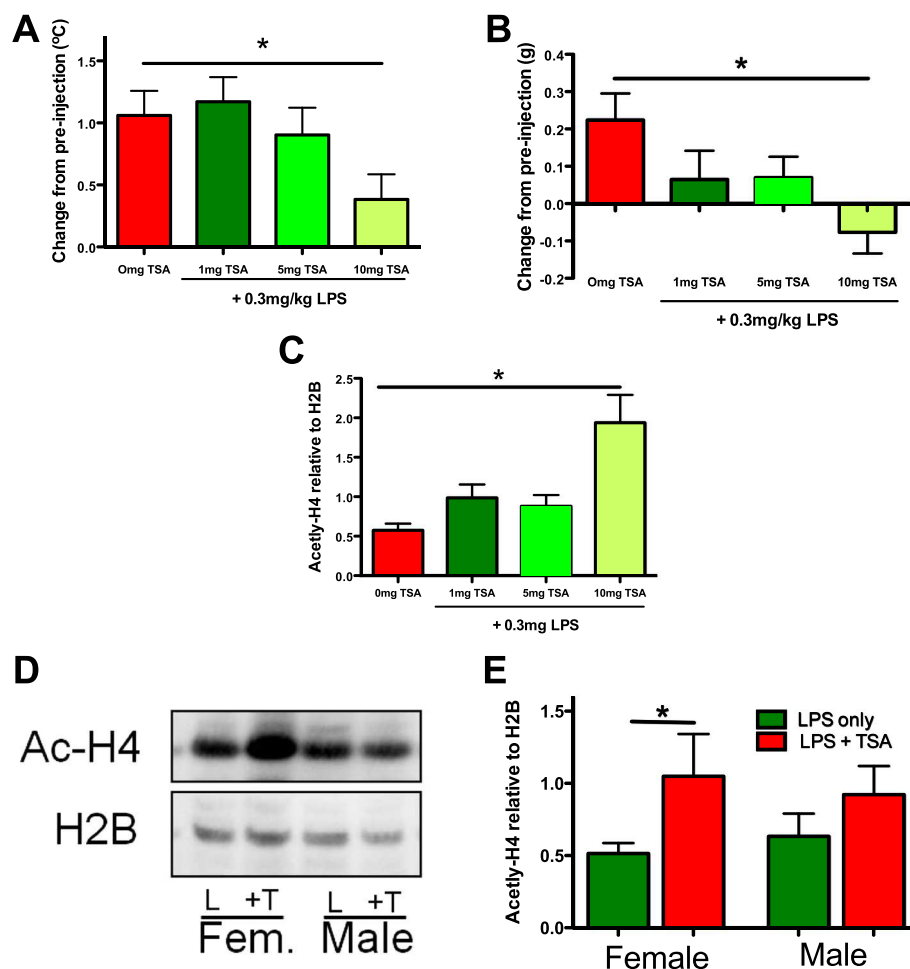 A
Change from pre-injection (ºC)
1.5
1.0
0.5
0.0
*
0mg TSA
1mg TSA
5mg TSA
10mg TSA
+ 0.3mg/kg LPS
B
Change from pre-injection (g)
0.4
0.3
0.2
0.1
0.0
-0.1
-0.2
*
0mg TSA
1mg TSA
5mg TSA
10mg TSA
+ 0.3mg/kg LPS
C
Acetly-H4 relative to H2B
2.5
2.0
1.5
1.0
0.5
0.0
*
0mg TSA
1mg TSA
5mg TSA
10mg TSA
+ 0.3mg LPS
D
Ac-H4
H2B
L +T L +T
Fem. Male
E
Acetly-H4 relative to H2B
1.5
1.0
0.5
0.0
*
LPS only
LPS + TSA
Female
Male